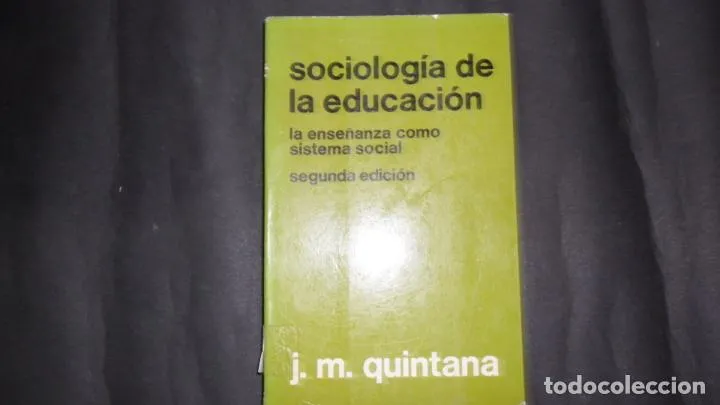 sociología de
la educación
la enseñanza como
sistema social
segunda edición
j. m. quintana
todocoleccion